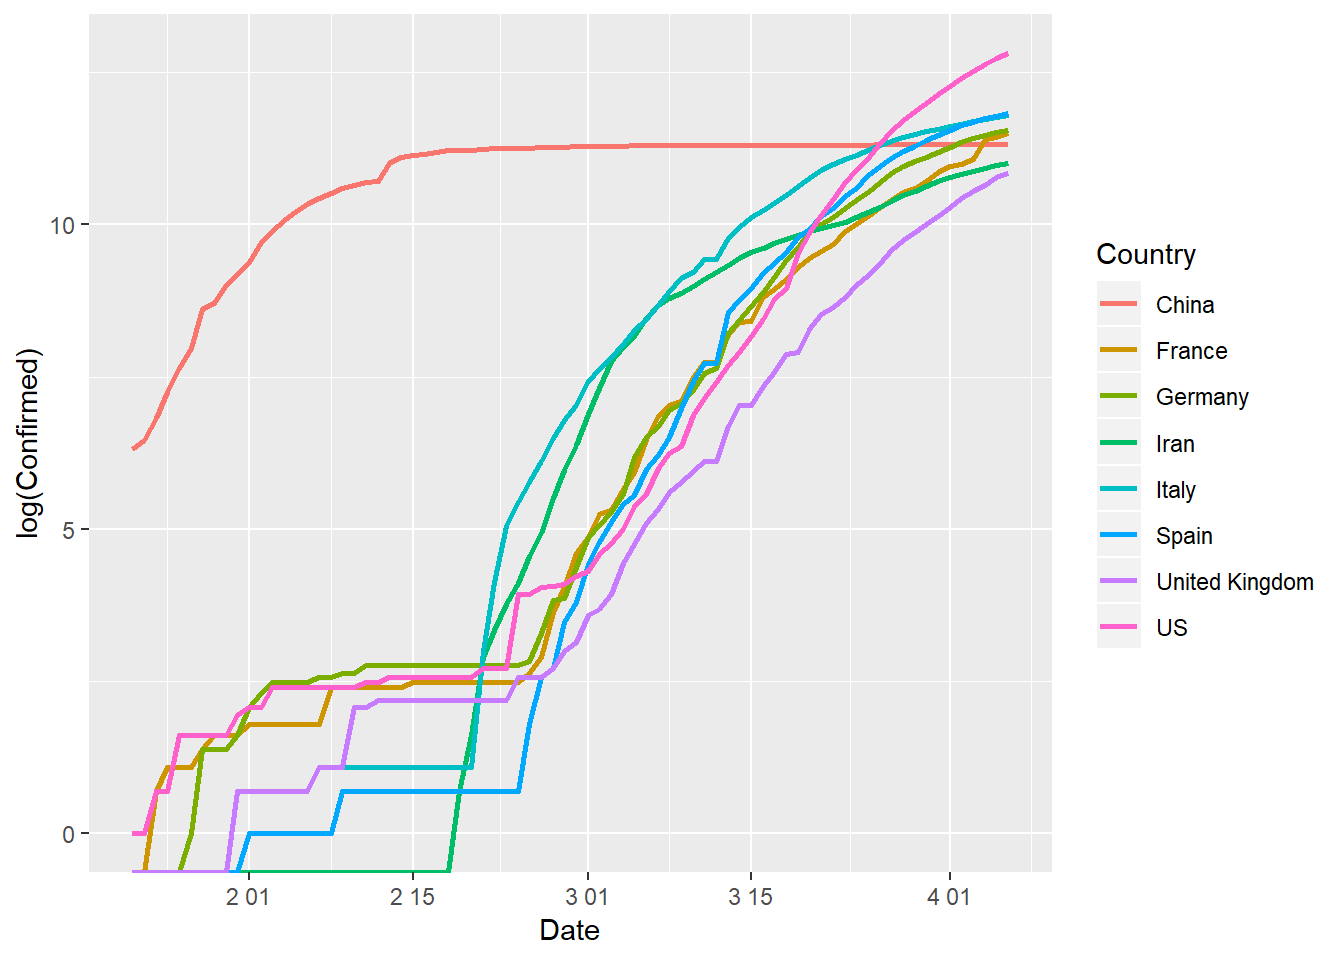 log(Confirmed)
10
5
0
2 01
2 15
3 01
3 15
4 01
Date
Country
China
France
Germany
Iran
Italy
Spain
United Kingdom
US